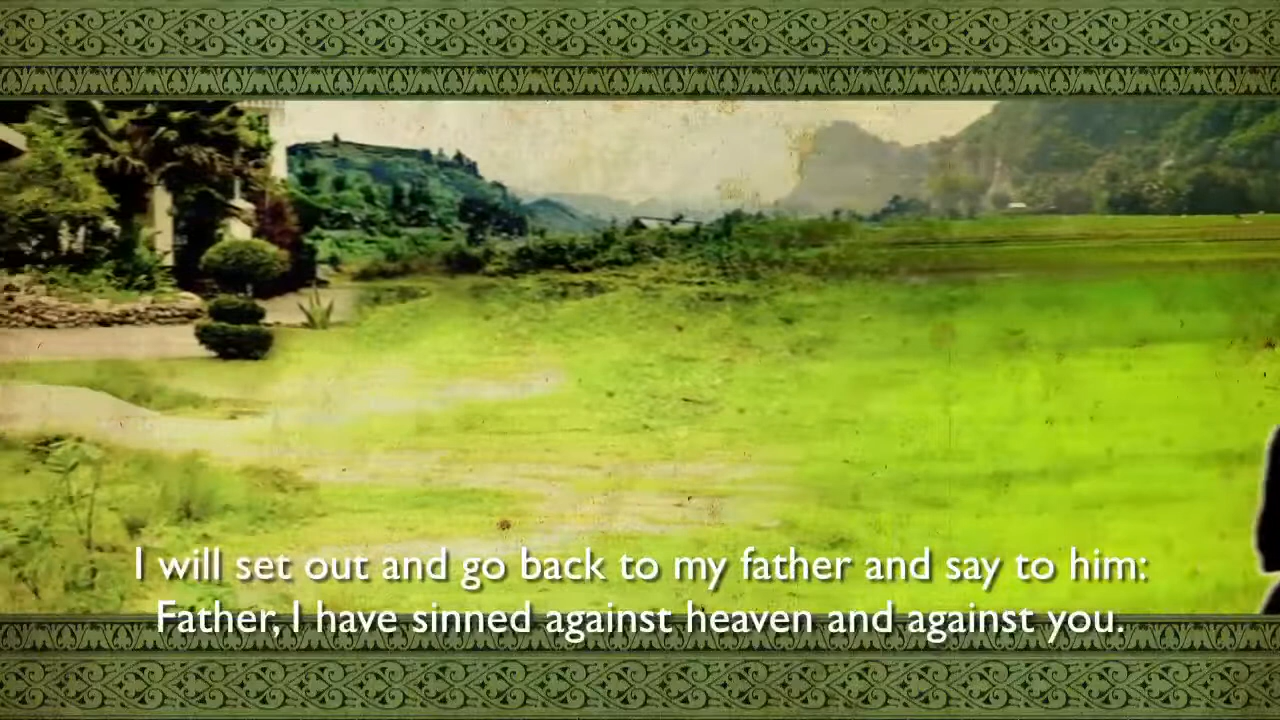 I will set out and go back to my father and say to him:
Father, I have sinned against heaven and against you.